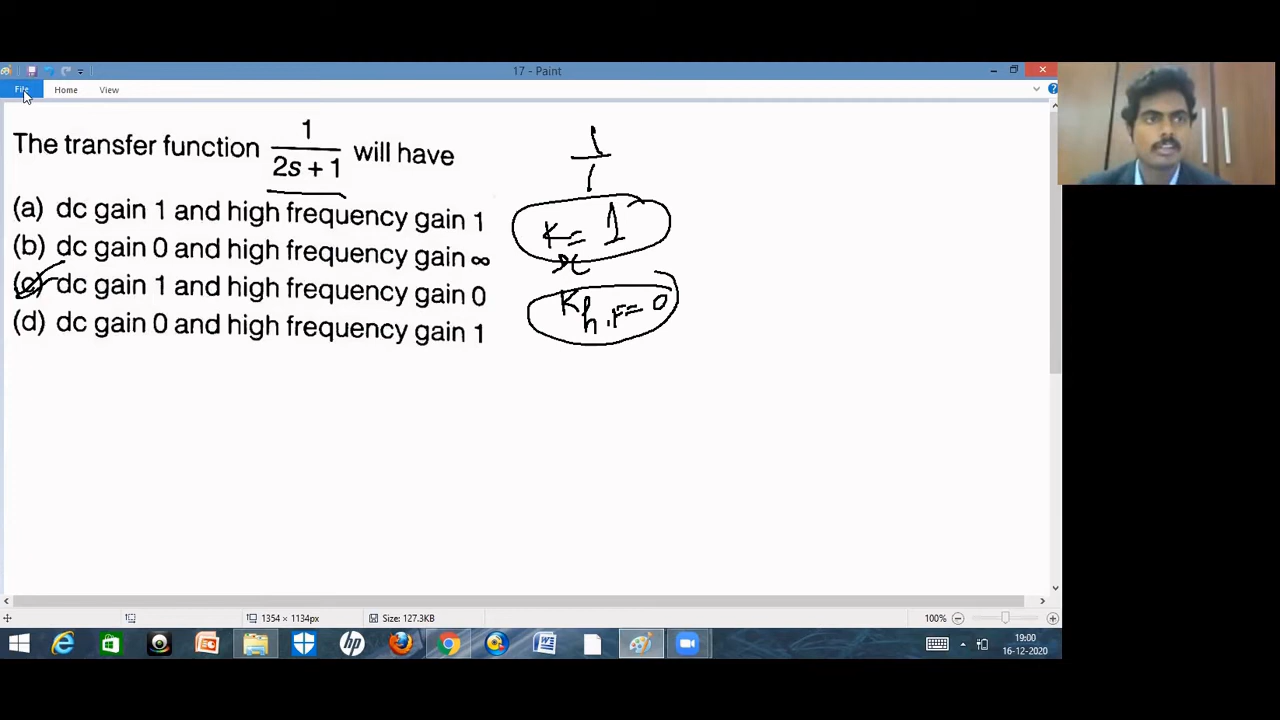 17 - Paint
File Home View
The transfer function 1/(2s + 1) will have
(a) dc gain 1 and high frequency gain 1
(b) dc gain 0 and high frequency gain ∞
(c) dc gain 1 and high frequency gain 0
(d) dc gain 0 and high frequency gain 1
1
1
K = 1
K h.F = 0
1354 × 1134px
Size: 127.3KB
100%
19:00
16-12-2020